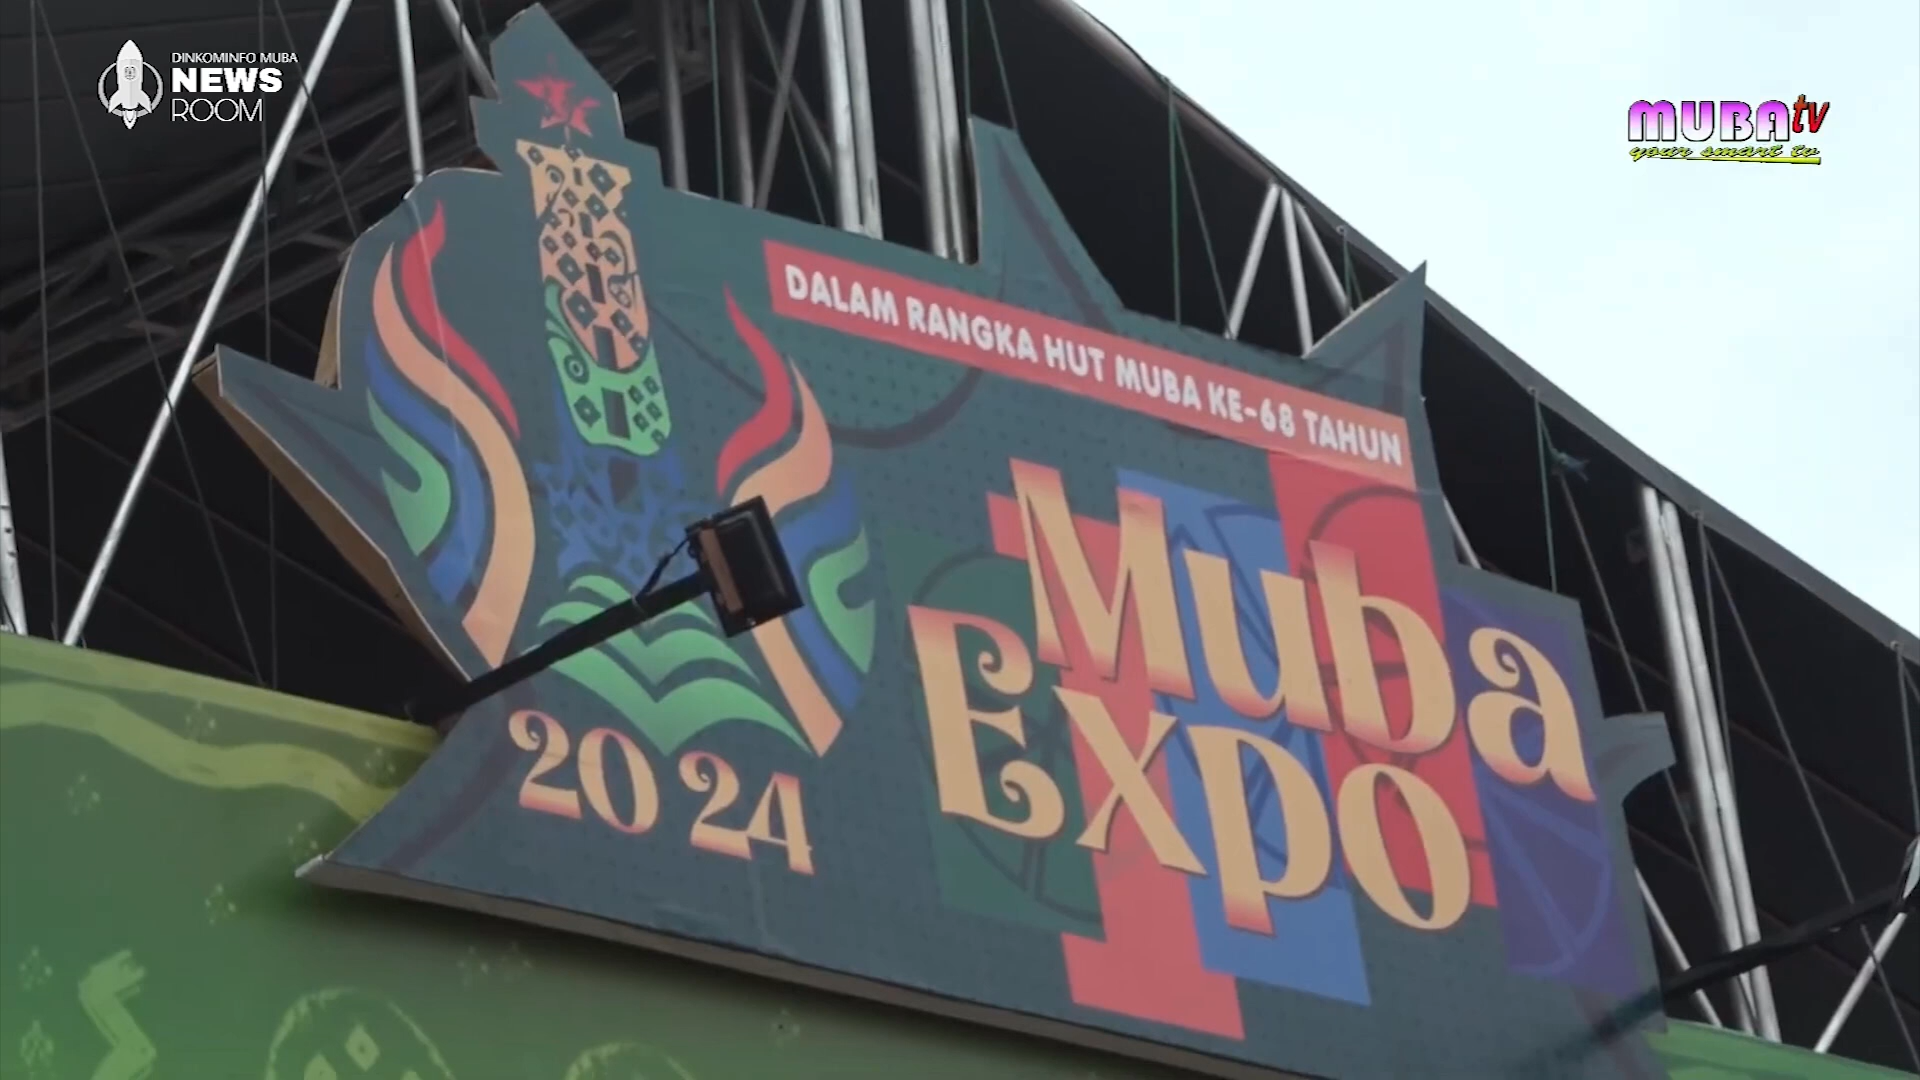 DINKOMINFO MUBA
NEWS
ROOM
MUBAtv
your smart tv
DALAM RANGKA HUT MUBA KE-68 TAHUN
Muba
Expo
2024